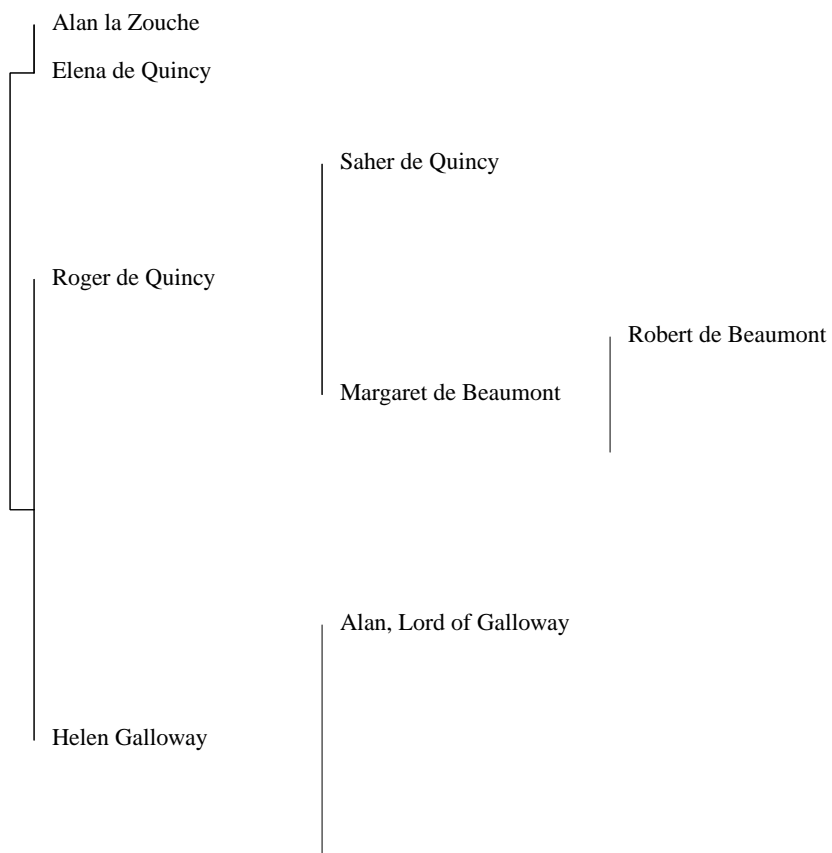 Alan la Zouche
Elena de Quincy
Saher de Quincy
Roger de Quincy
Robert de Beaumont
Margaret de Beaumont
Alan, Lord of Galloway
Helen Galloway